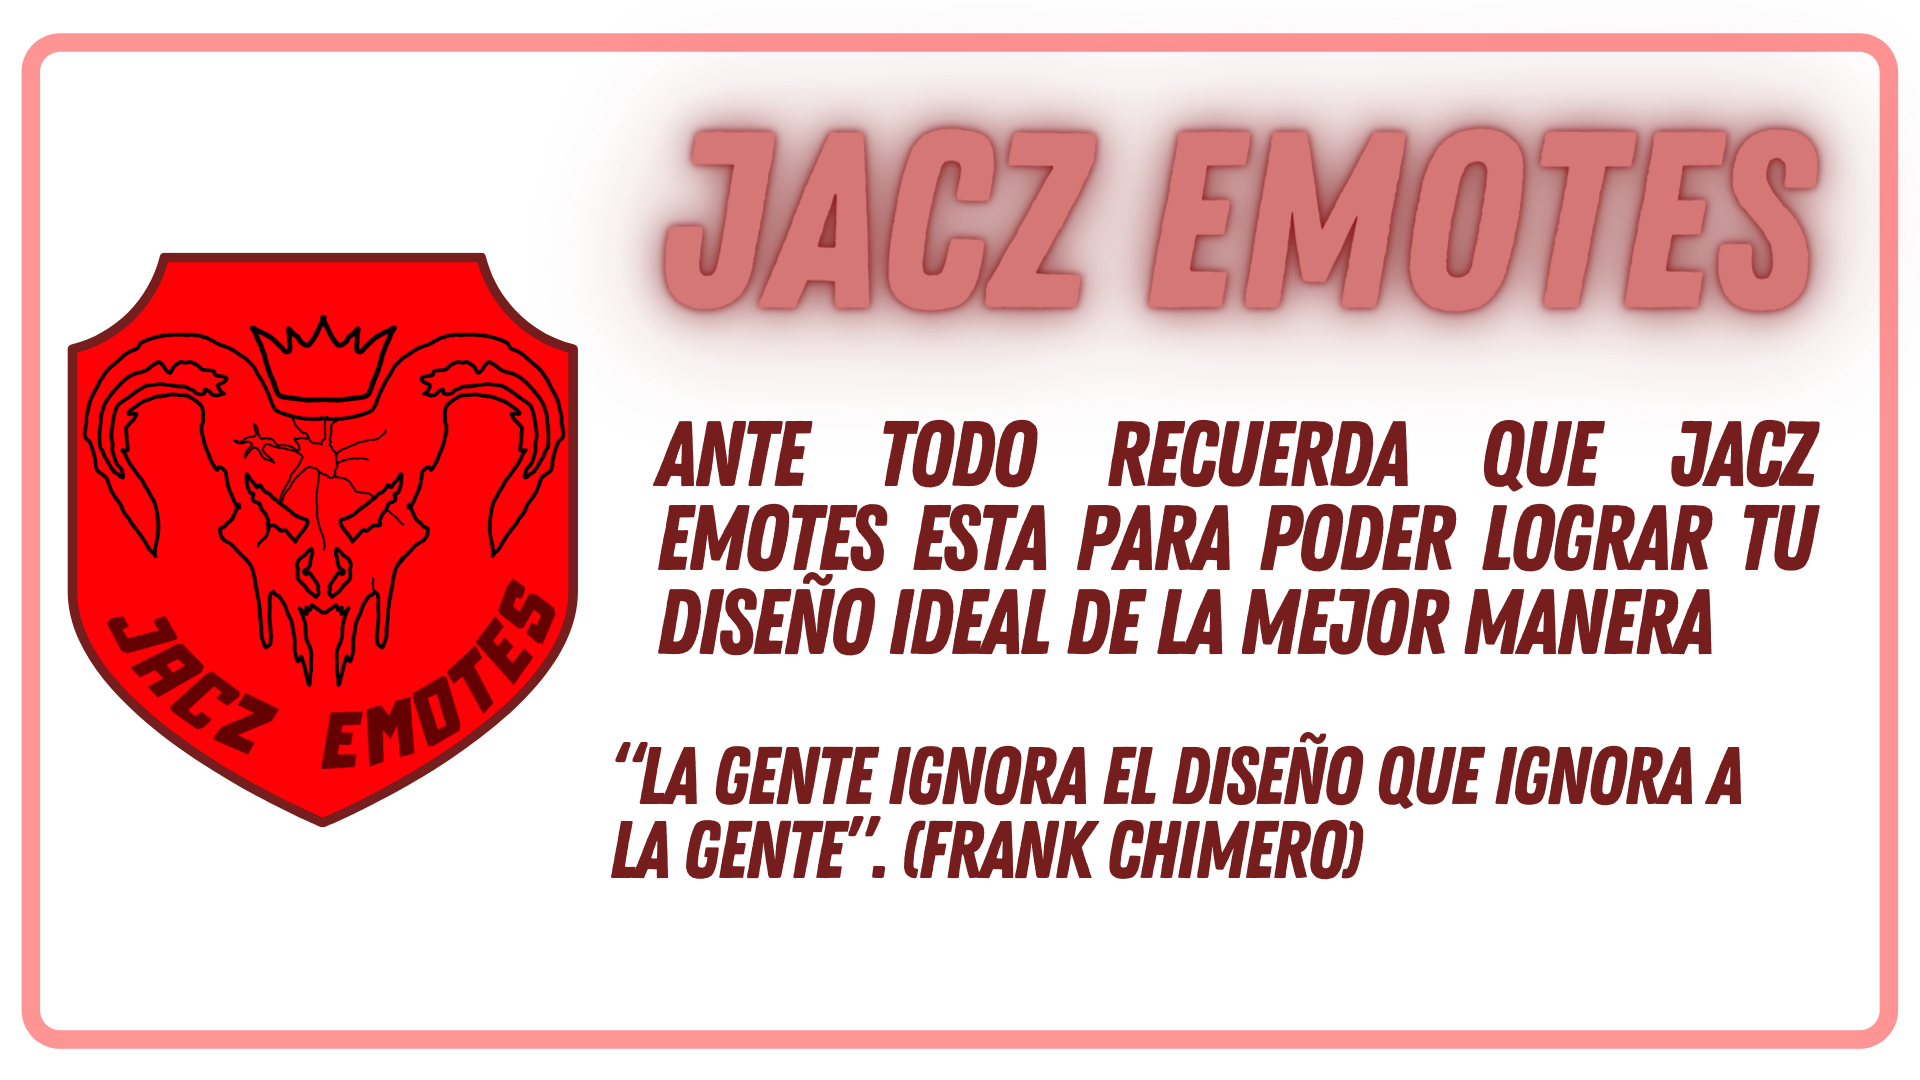 JACZ EMOTES
JACZ EMOTES
ANTE TODO RECUERDA QUE JACZ
EMOTES ESTA PARA PODER LOGRAR TU
DISEÑO IDEAL DE LA MEJOR MANERA
“LA GENTE IGNORA EL DISEÑO QUE IGNORA A
LA GENTE”. (FRANK CHIMERO)